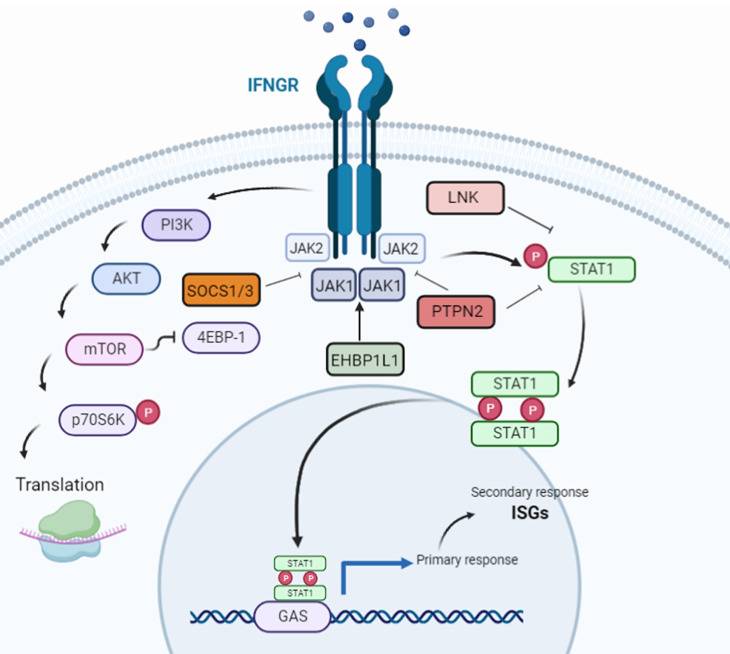 IFNGR
LNK
PI3K
JAK2
JAK2
P
STAT1
AKT
SOCS1/3
JAK1
JAK1
PTPN2
mTOR
4EBP-1
EHBP1L1
STAT1
P
P
STAT1
p70S6K
P
Translation
Secondary response
ISGs
Primary response
STAT1
P
P
STAT1
GAS